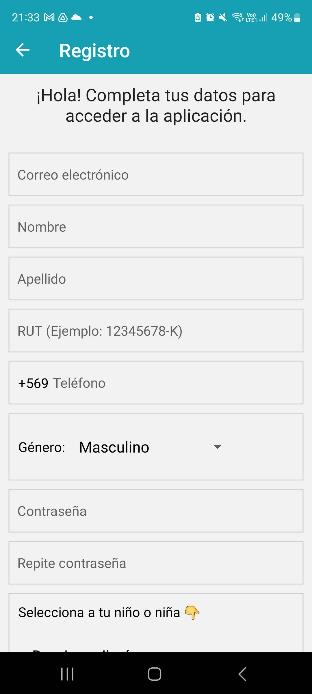 21:33
49%
Registro
¡Hola! Completa tus datos para
acceder a la aplicación.
Correo electrónico
Nombre
Apellido
RUT (Ejemplo: 12345678-K)
+569 Teléfono
Género: Masculino
Contraseña
Repite contraseña
Selecciona a tu niño o niña 👇